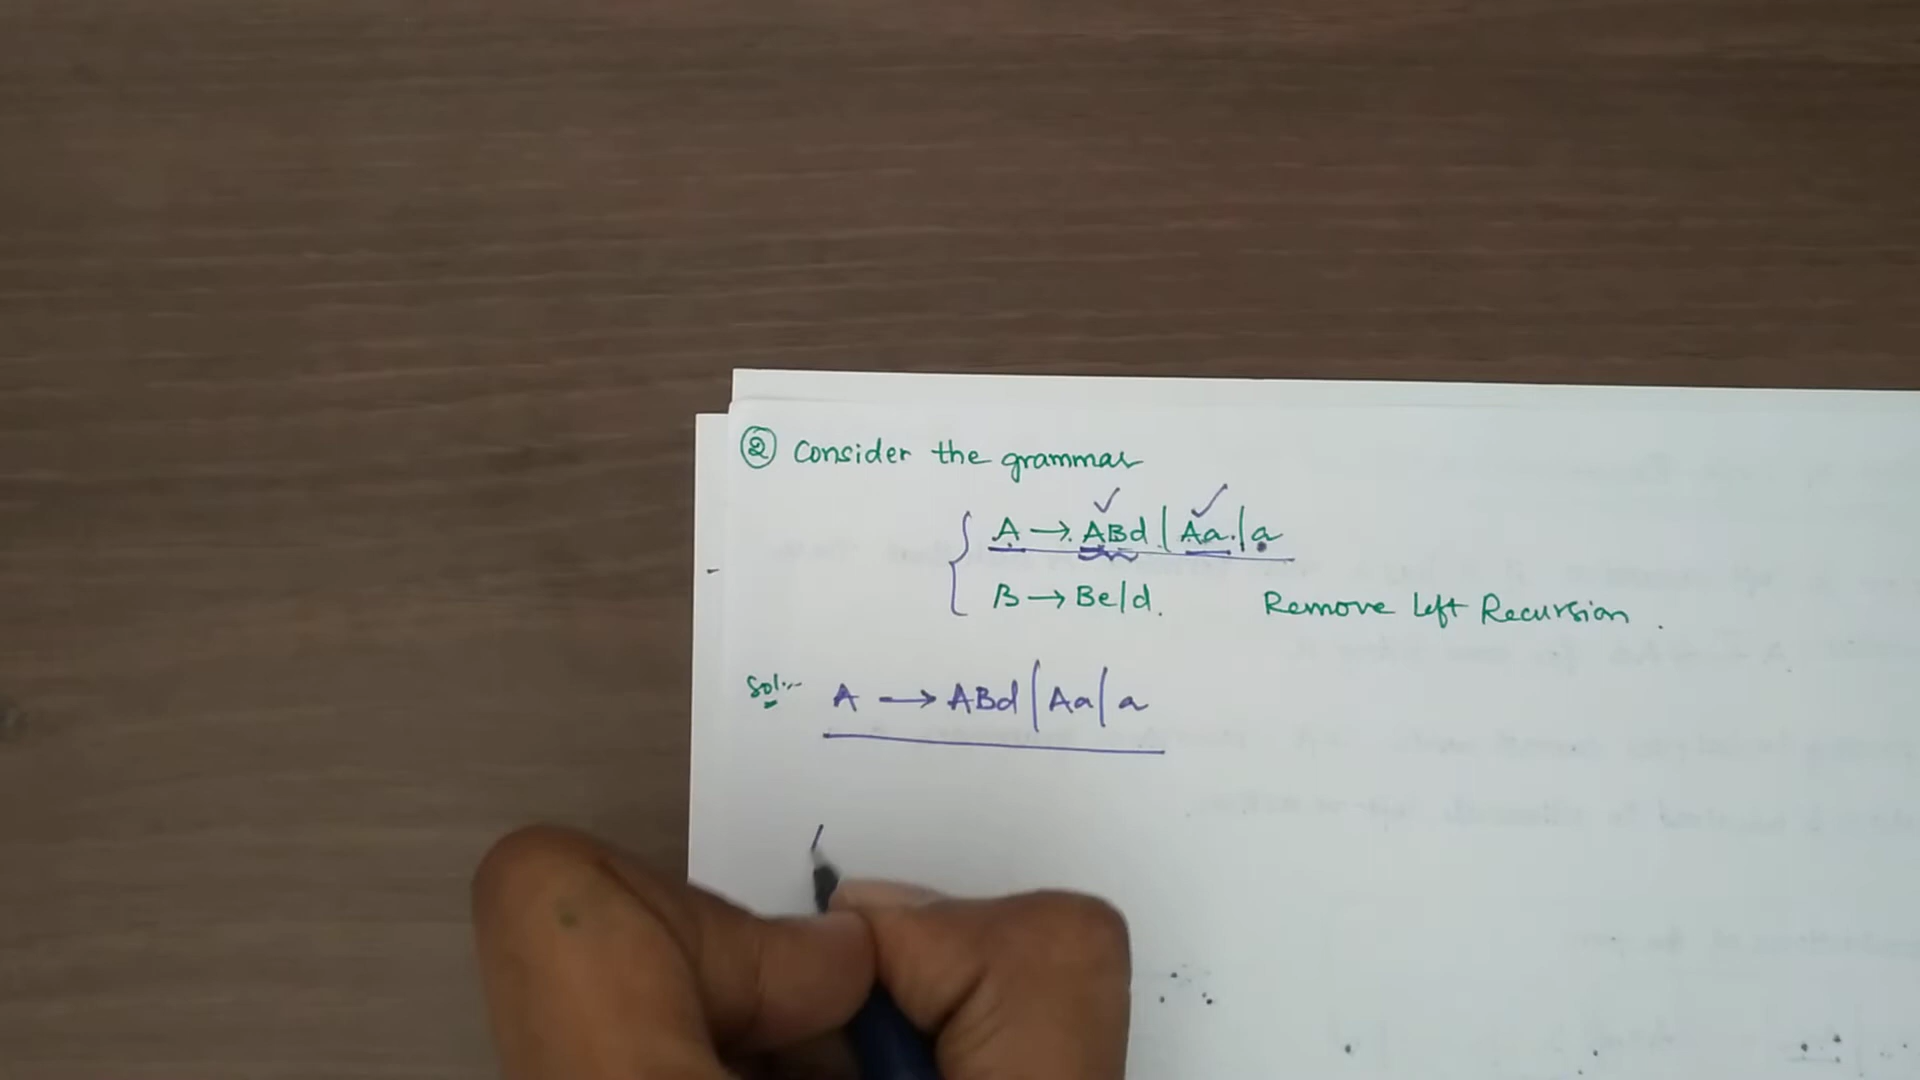 ② Consider the grammar
A → ABd | Aa | a
B → Be/d. Remove Left Recursion.
Sol:- A → ABd | Aa | a